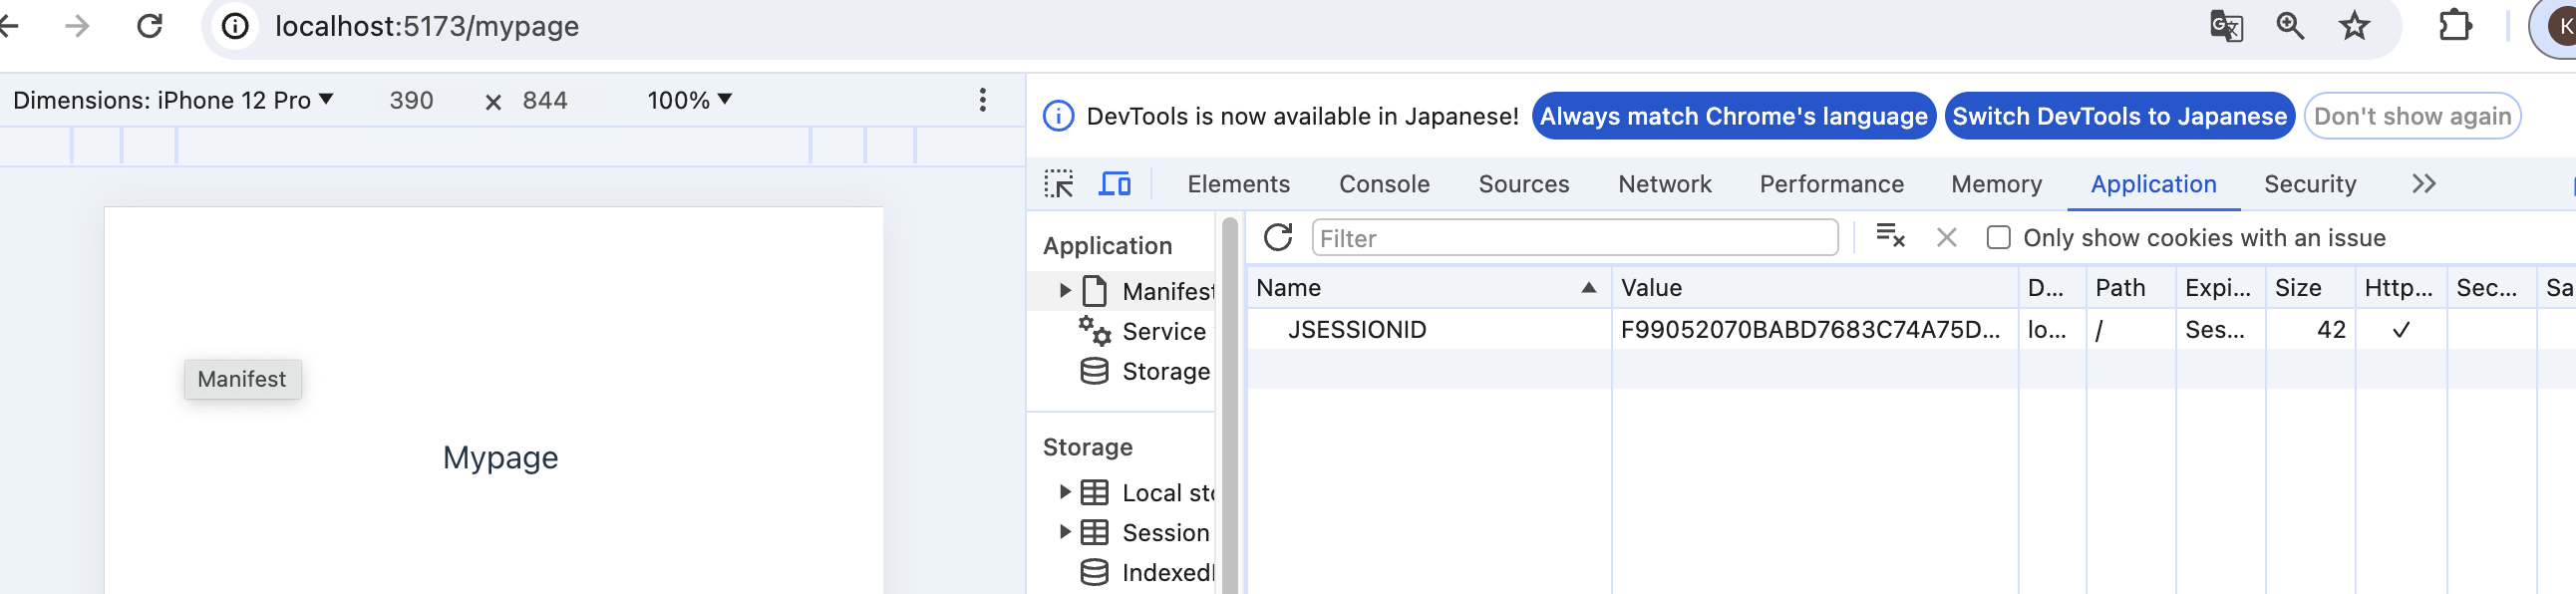 localhost:5173/mypage
K
Dimensions: iPhone 12 Pro ▼ 390 × 844 100% ▼
DevTools is now available in Japanese! Always match Chrome's language Switch DevTools to Japanese Don't show again
Elements Console Sources Network Performance Memory Application Security
Application
Manifest
Service
Storage
Storage
Local sto
Session
Indexed
Filter Only show cookies with an issue
Name Value D... Path Expi... Size Http... Sec... Sa
JSESSIONID F99052070BABD7683C74A75D... lo... / Ses... 42 ✓
Manifest
Mypage